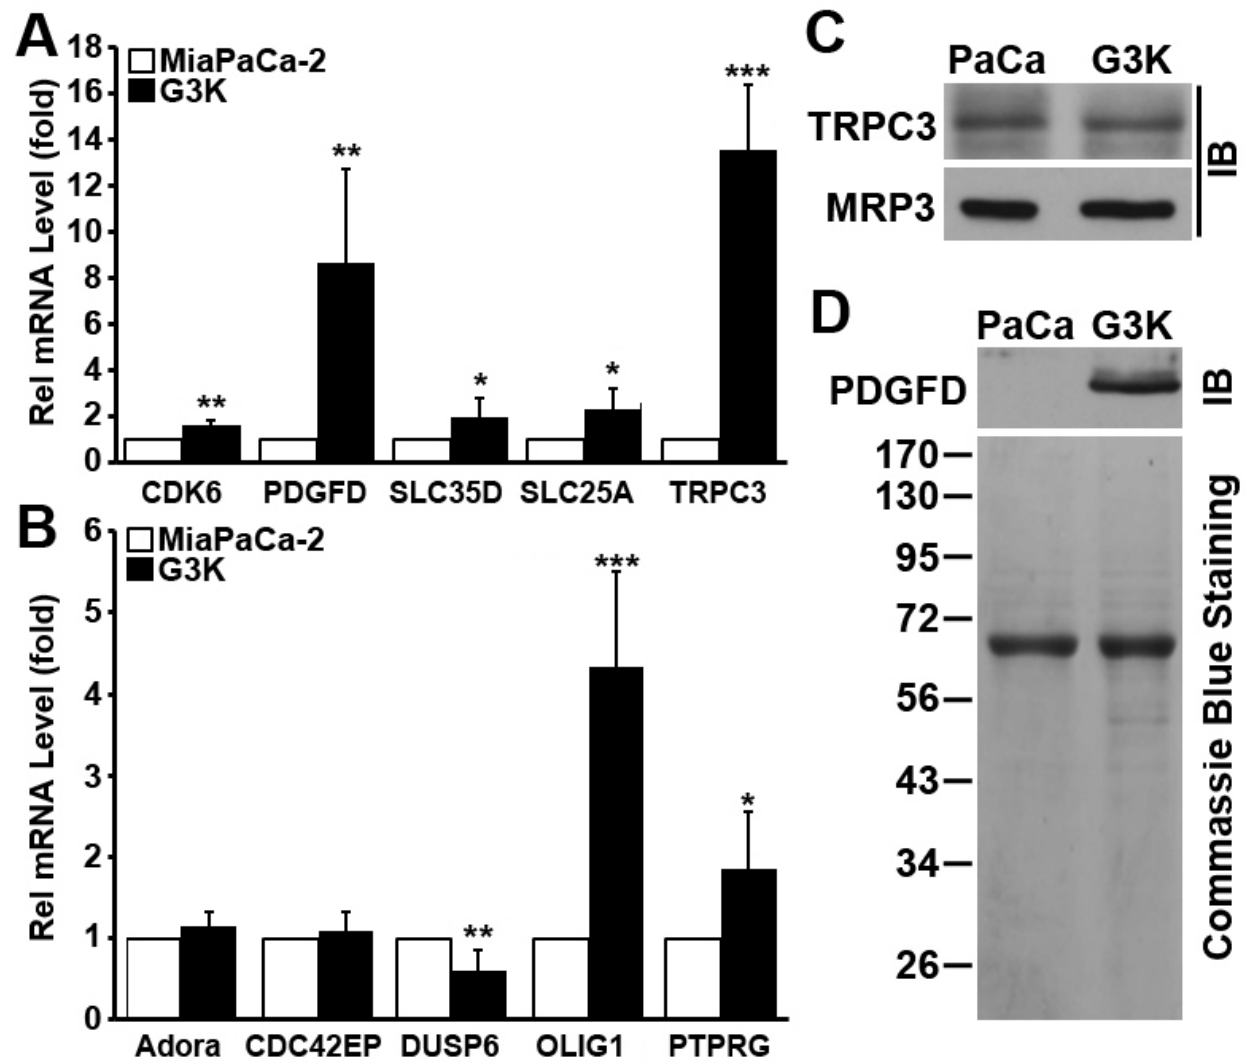 A
MiaPaCa-2
G3K
Rel mRNA Level (fold)
18
16
14
12
10
8
6
4
2
0
**
**
*
*
***
CDK6 PDGFD SLC35D SLC25A TRPC3
B
MiaPaCa-2
G3K
Rel mRNA Level (fold)
6
5
4
3
2
1
0
**
***
*
Adora CDC42EP DUSP6 OLIG1 PTPRG
C
PaCa G3K
TRPC3
MRP3
IB
D
PaCa G3K
PDGFD
IB
170
130
95
72
56
43
34
26
Commassie Blue Staining